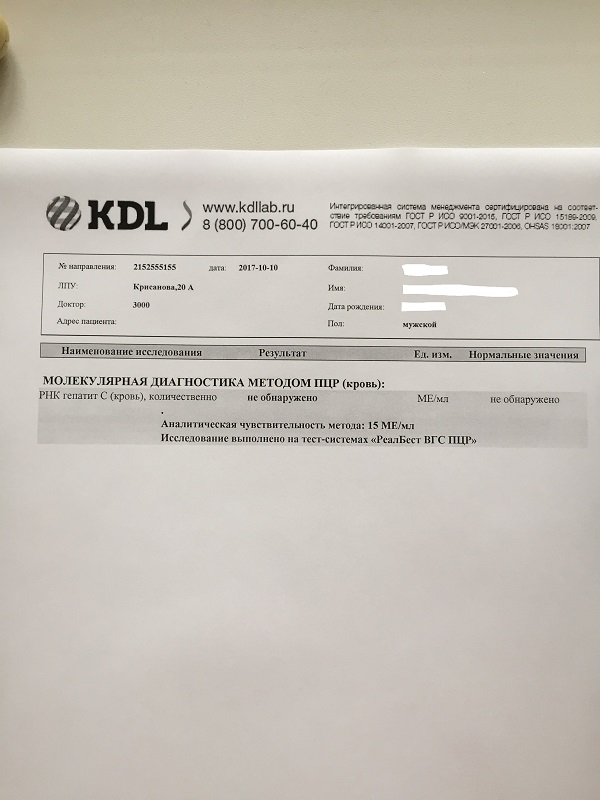 KDL
www.kdllab.ru
8 (800) 700-60-40
Интегрированная система менеджмента сертифицирована на соответ-
ствие требованиям ГОСТ Р ИСО 9001-2015, ГОСТ Р ИСО 15189-2009,
ГОСТ Р ИСО 14001-2007, ГОСТ Р ИСО/МЭК 27001-2006, OHSAS 18001:2007
№ направления: 2152555155 дата: 2017-10-10 Фамилия:
ЛПУ: Крисанова,20 А Имя:
Доктор: 3000 Дата рождения:
Адрес пациента: Пол: мужской
Наименование исследования Результат Ед. изм. Нормальные значения
МОЛЕКУЛЯРНАЯ ДИАГНОСТИКА МЕТОДОМ ПЦР (кровь):
РНК гепатит С (кровь), количественно не обнаружено МЕ/мл не обнаружено
.
Аналитическая чувствительность метода: 15 МЕ/мл
Исследование выполнено на тест-системах «РеалБест ВГС ПЦР»